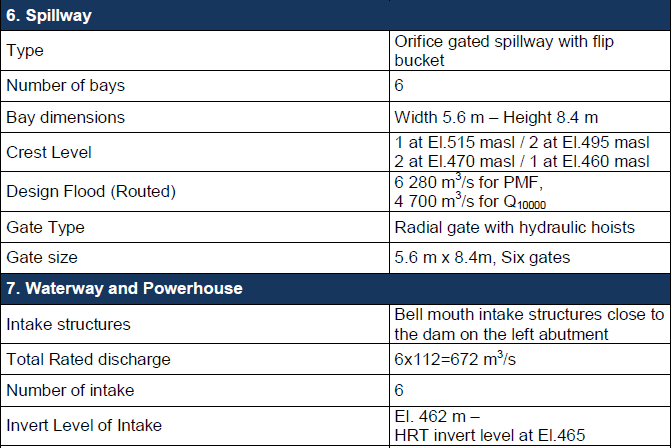 6. Spillway
Type
Orifice gated spillway with flip
bucket
Number of bays
6
Bay dimensions
Width 5.6 m – Height 8.4 m
Crest Level
1 at El.515 masl / 2 at El.495 masl
2 at El.470 masl / 1 at El.460 masl
Design Flood (Routed)
6 280 m³/s for PMF,
4 700 m³/s for Q₁₀₀₀₀
Gate Type
Radial gate with hydraulic hoists
Gate size
5.6 m x 8.4m, Six gates
7. Waterway and Powerhouse
Intake structures
Bell mouth intake structures close to
the dam on the left abutment
Total Rated discharge
6x112=672 m³/s
Number of intake
6
Invert Level of Intake
El. 462 m –
HRT invert level at El.465